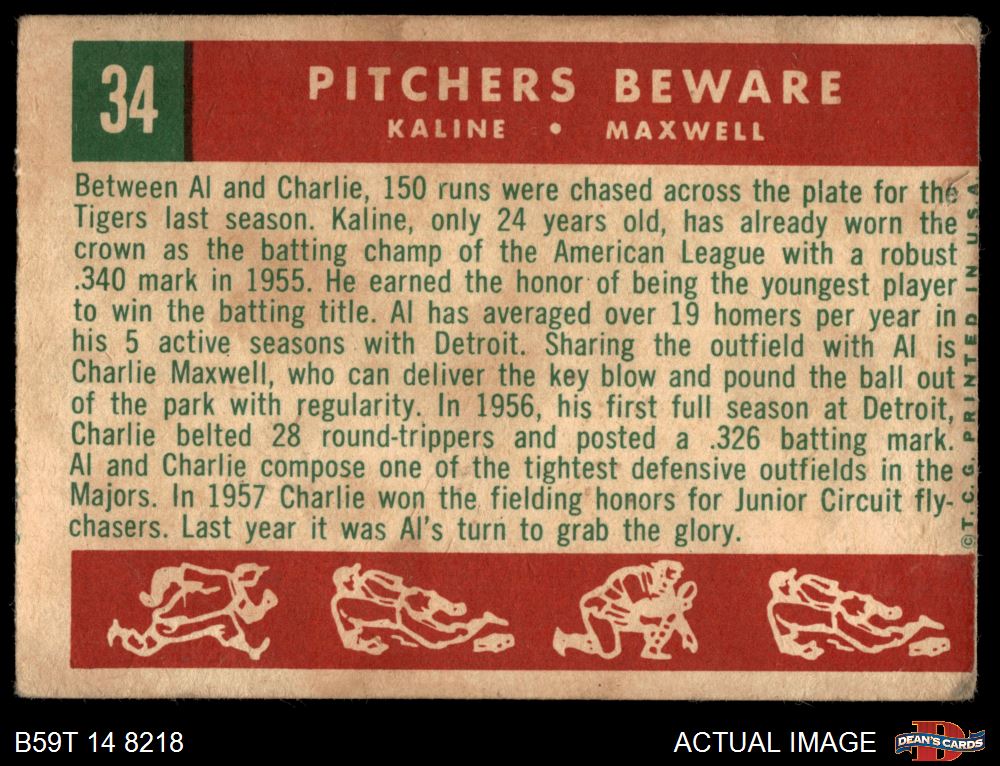 34
PITCHERS BEWARE
KALINE • MAXWELL
Between Al and Charlie, 150 runs were chased across the plate for the
Tigers last season. Kaline, only 24 years old, has already worn the
crown as the batting champ of the American League with a robust
.340 mark in 1955. He earned the honor of being the youngest player
to win the batting title. Al has averaged over 19 homers per year in
his 5 active seasons with Detroit. Sharing the outfield with Al is
Charlie Maxwell, who can deliver the key blow and pound the ball out
of the park with regularity. In 1956, his first full season at Detroit,
Charlie belted 28 round-trippers and posted a .326 batting mark.
Al and Charlie compose one of the tightest defensive outfields in the
Majors. In 1957 Charlie won the fielding honors for Junior Circuit fly-
chasers. Last year it was Al's turn to grab the glory.
©T. C. G. PRINTED IN U.S.A
B59T 14 8218
ACTUAL IMAGE
DEAN'S CARDS